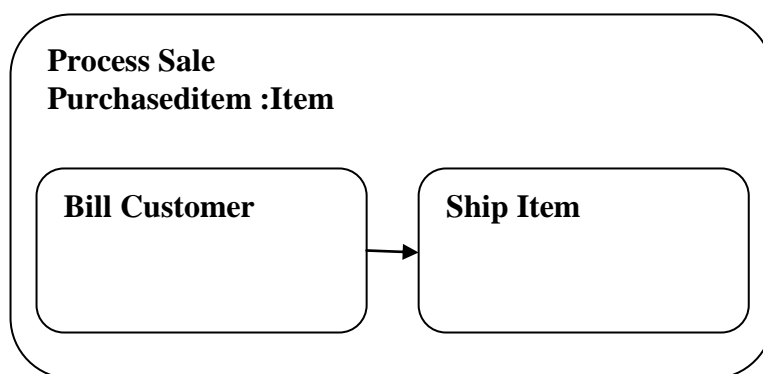 Process Sale
Purchaseditem :Item
Bill Customer
Ship Item